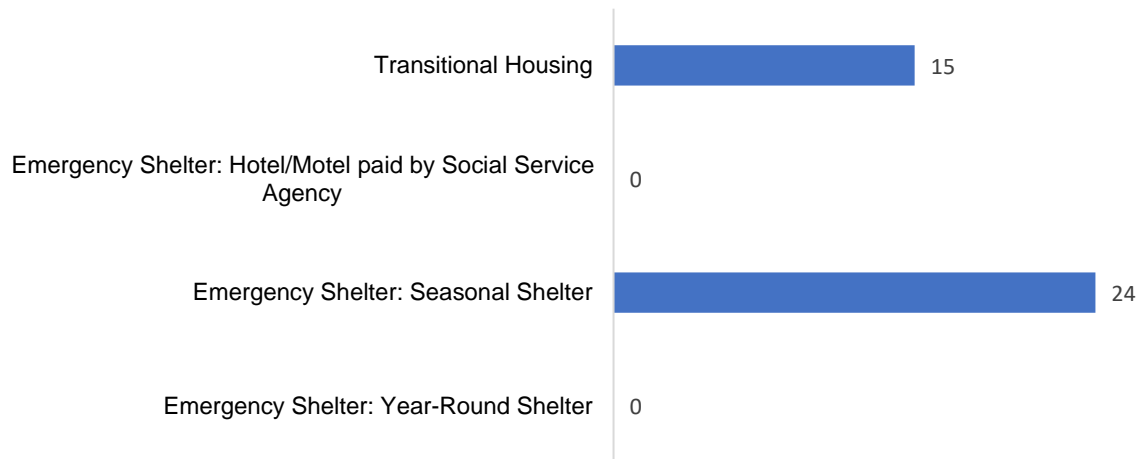 Transitional Housing
15
Emergency Shelter: Hotel/Motel paid by Social Service
Agency
0
Emergency Shelter: Seasonal Shelter
24
Emergency Shelter: Year-Round Shelter
0